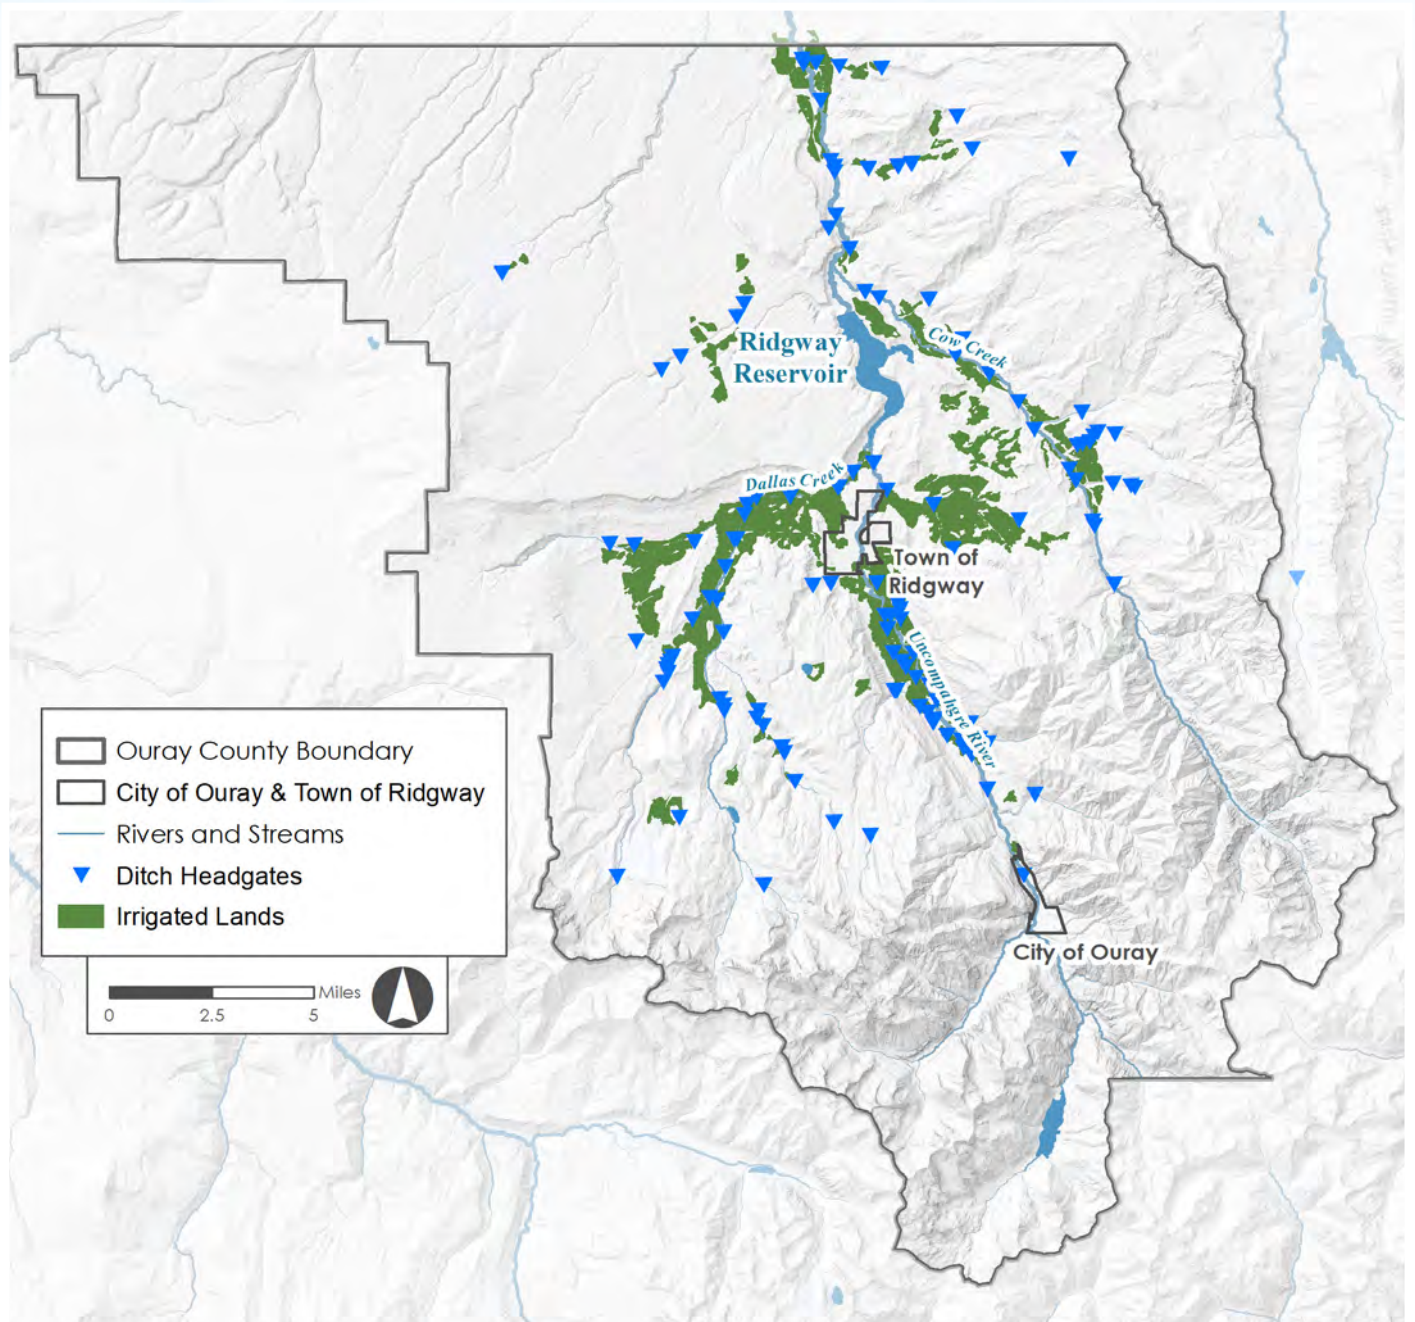 Ridgway
Reservoir
Cow Creek
Dallas Creek
Town of
Ridgway
Uncompahgre River
Ouray County Boundary
City of Ouray & Town of Ridgway
Rivers and Streams
Ditch Headgates
Irrigated Lands
City of Ouray
Miles
0 2.5 5